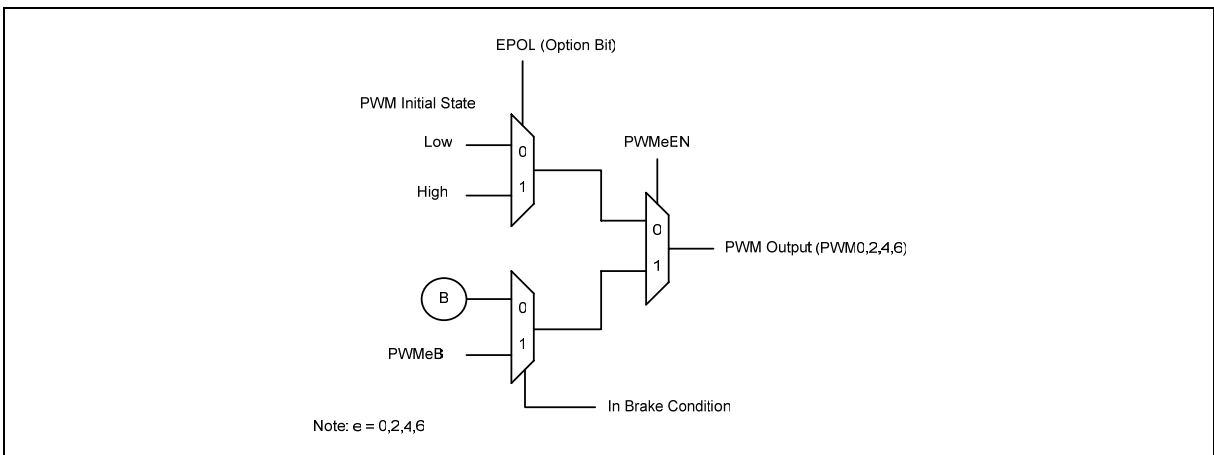 EPOL (Option Bit)
PWM Initial State
Low
0
High
1
PWMeEN
0
1
PWM Output (PWM0,2,4,6)
B
0
PWMeB
1
In Brake Condition
Note: e = 0,2,4,6